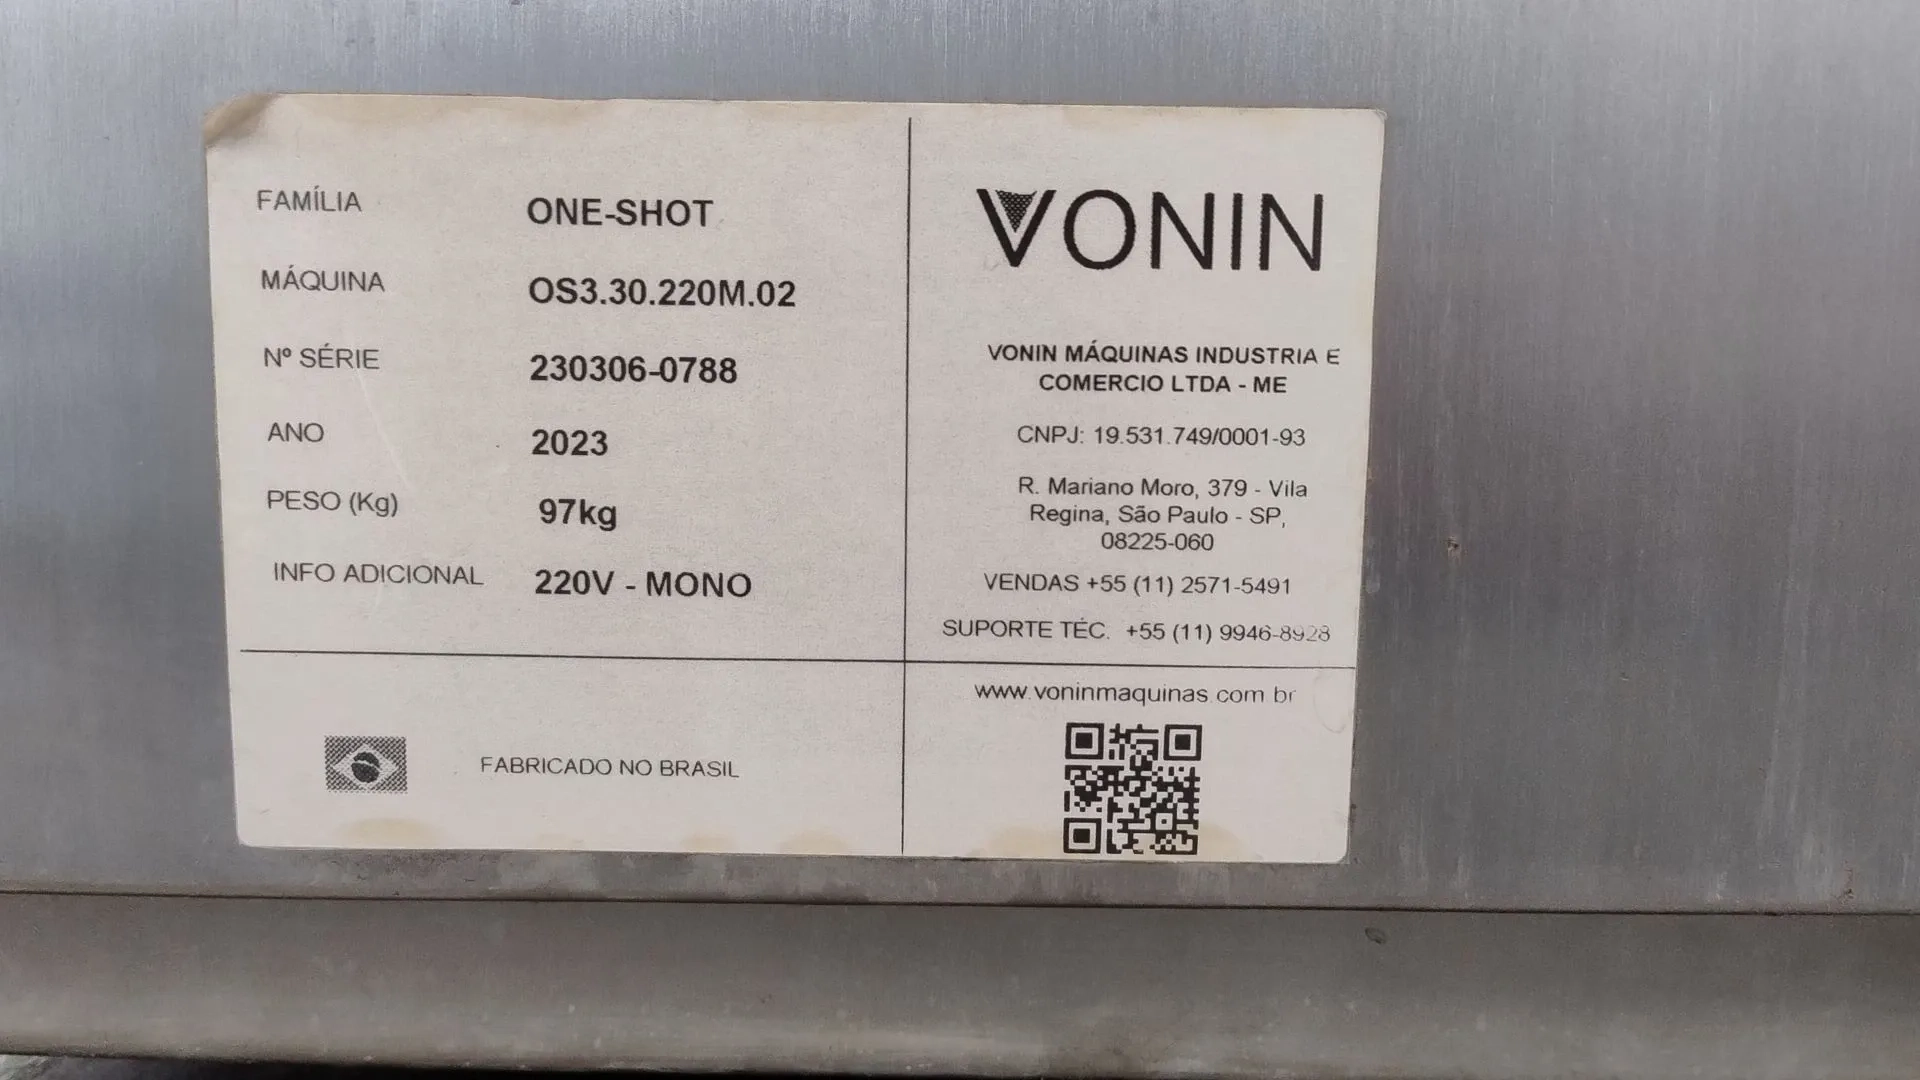 FAMÍLIA ONE-SHOT
MÁQUINA OS3.30.220M.02
Nº SÉRIE 230306-0788
ANO 2023
PESO (Kg) 97kg
INFO ADICIONAL 220V - MONO
FABRICADO NO BRASIL
VONIN
VONIN MÁQUINAS INDUSTRIA E
COMERCIO LTDA - ME
CNPJ: 19.531.749/0001-93
R. Mariano Moro, 379 - Vila
Regina, São Paulo - SP,
08225-060
VENDAS +55 (11) 2571-5491
SUPORTE TÉC. +55 (11) 9946-8928
www.voninmaquinas.com.br